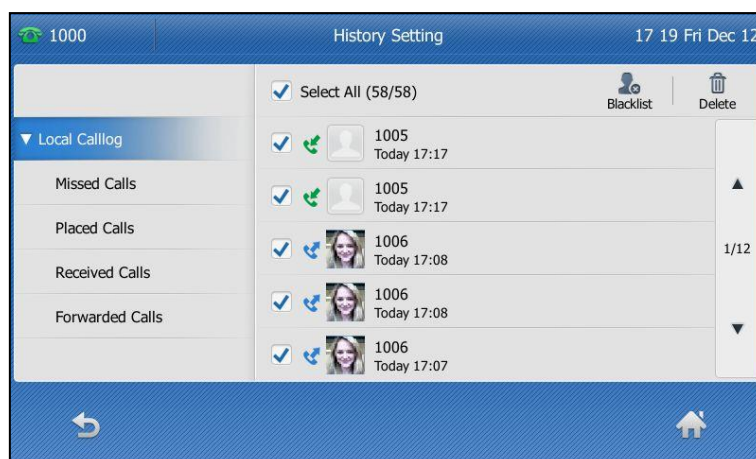 1000
History Setting
17 19 Fri Dec 12
Select All (58/58)
Blacklist
Delete
Local Calllog
Missed Calls
Placed Calls
Received Calls
Forwarded Calls
1005
Today 17:17
1005
Today 17:17
1006
Today 17:08
1006
Today 17:08
1006
Today 17:07
1/12